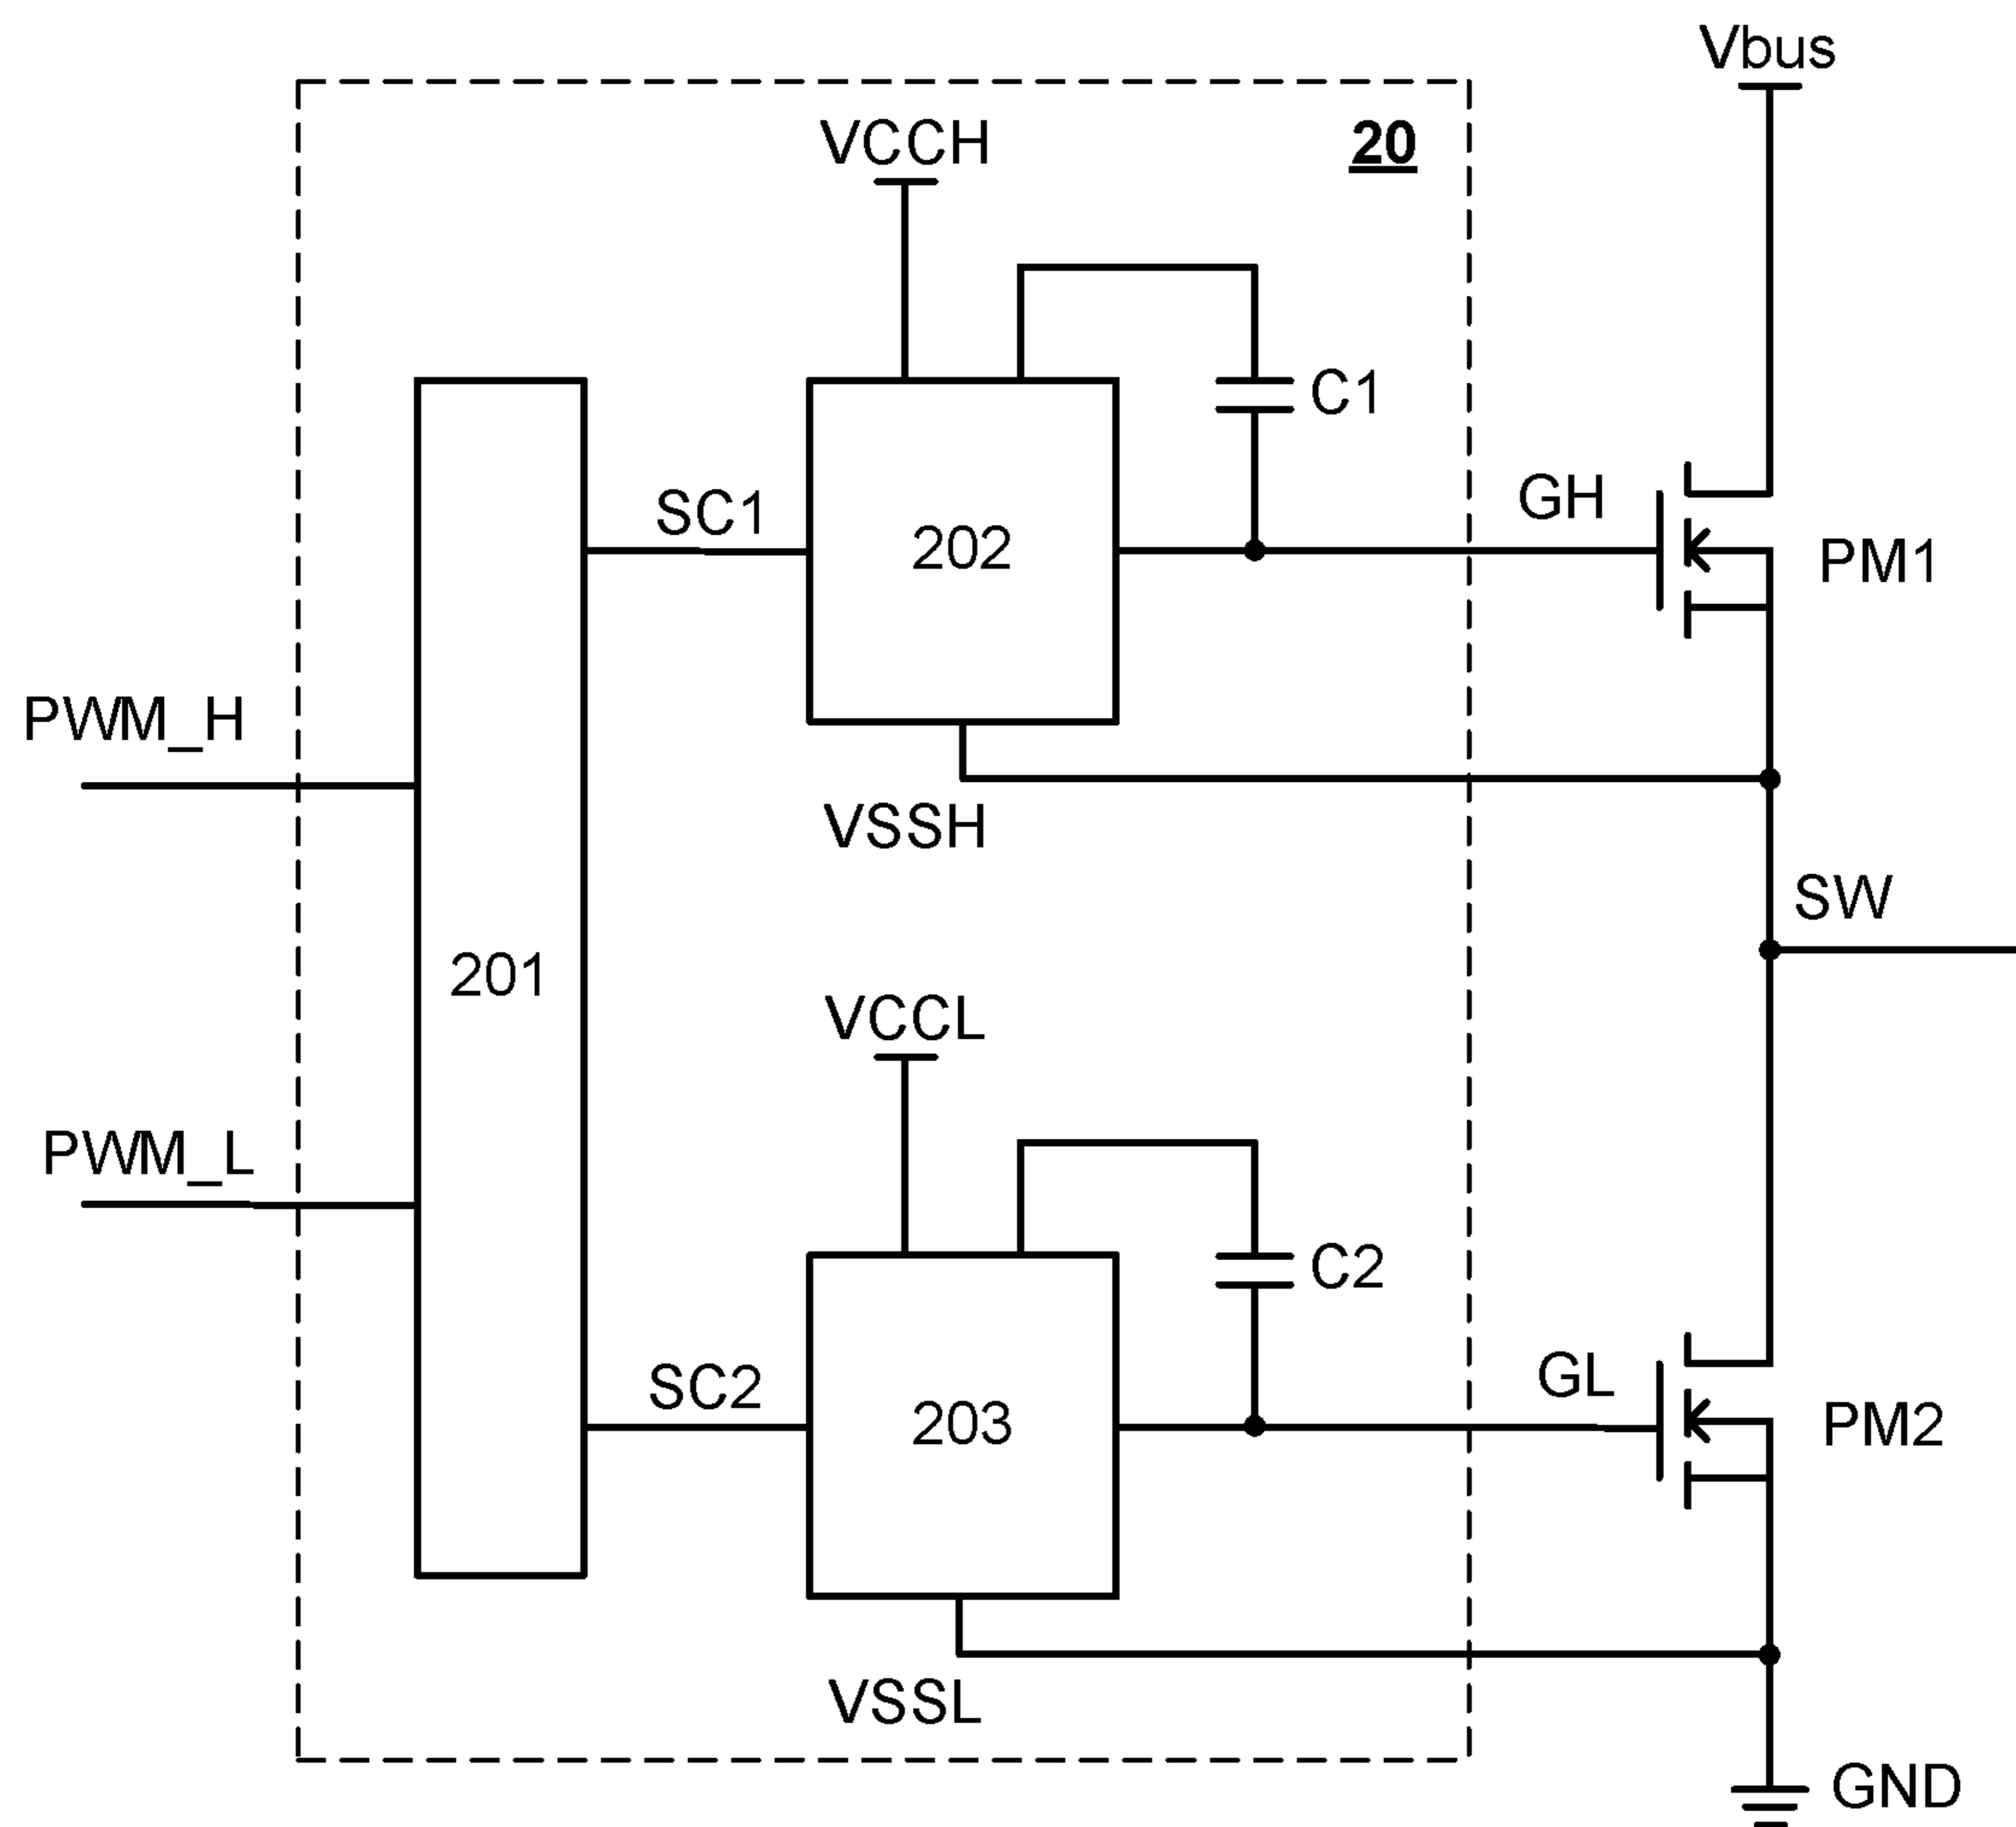 Vbus
VCCH
20
C1
GH
SC1
202
PM1
PWM_H
VSSH
SW
201
VCCL
PWM_L
C2
GL
SC2
203
PM2
VSSL
GND